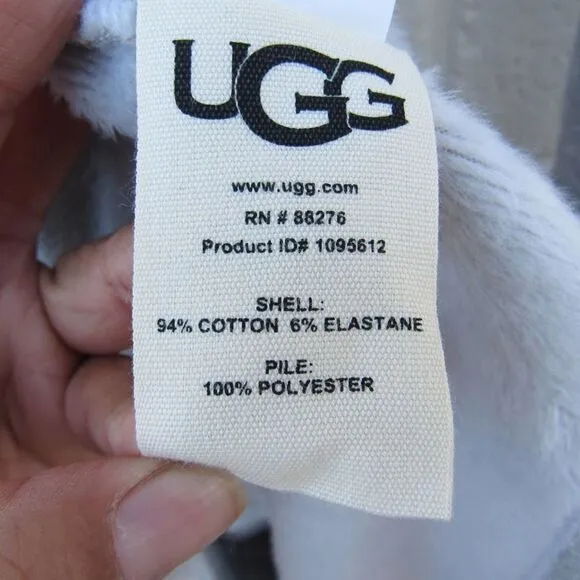 UGG
www.ugg.com
RN # 88276
Product ID# 1095612
SHELL:
94% COTTON 6% ELASTANE
PILE:
100% POLYESTER